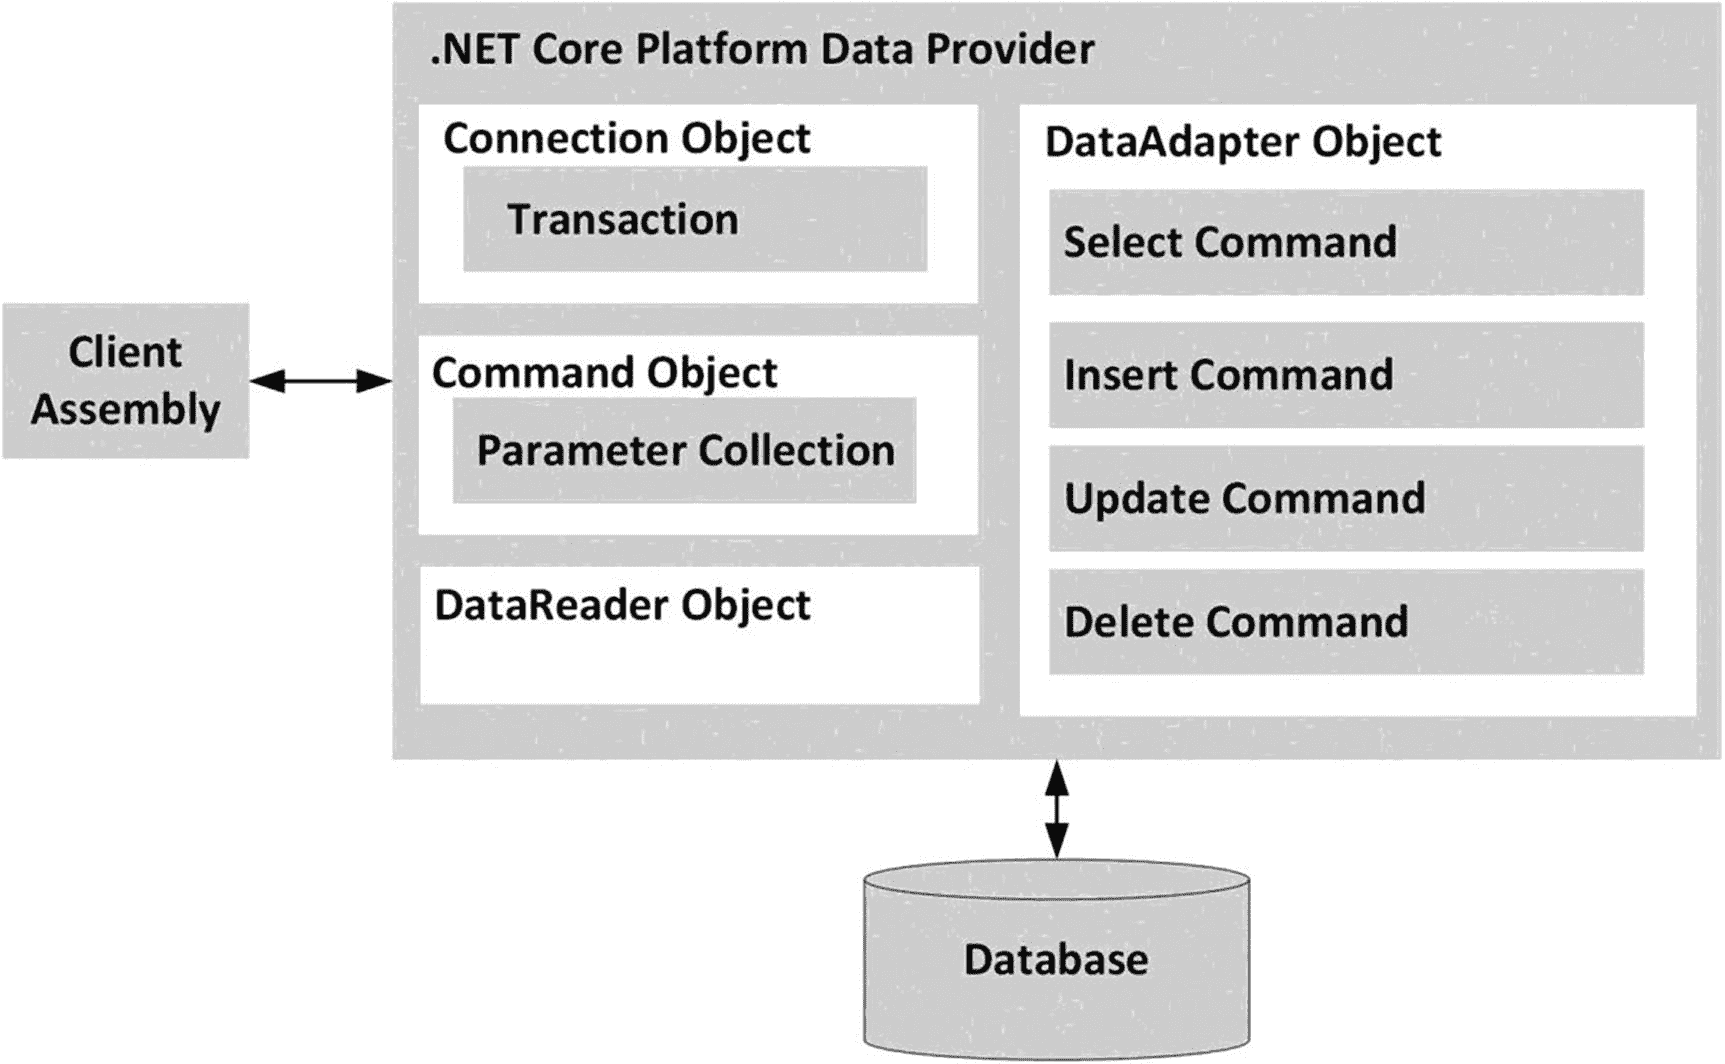 .NET Core Platform Data Provider
Connection Object
Transaction
Client
Assembly
Command Object
Parameter Collection
DataReader Object
DataAdapter Object
Select Command
Insert Command
Update Command
Delete Command
Database